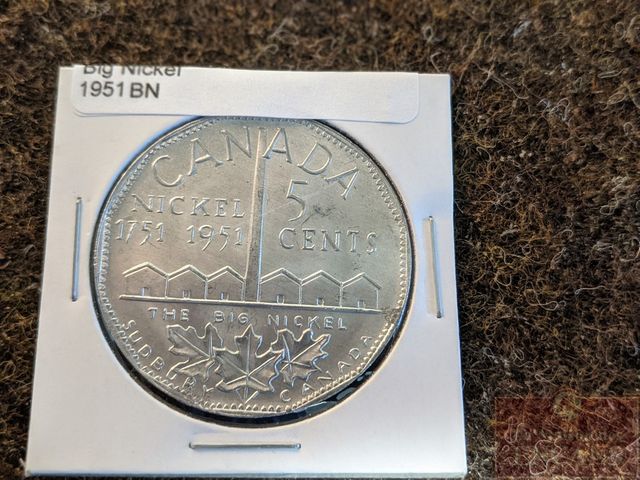 Big Nickel
1951 BN
CANADA
NICKEL 5
1751 1951 CENTS
THE BIG NICKEL
SUDBURY CANADA